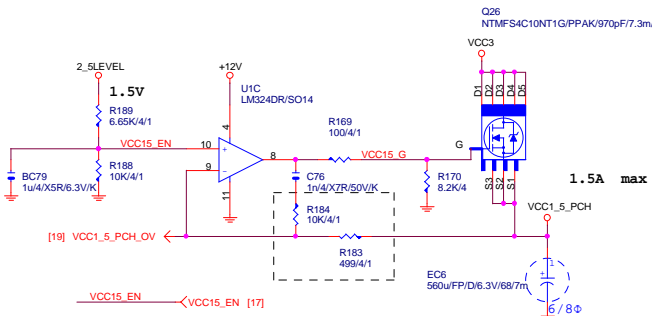 Q26
NTMFS4C10NT1G/PPAK/970pF/7.3m
VCC3
2_5LEVEL
+12V
1.5V
U1C
LM324DR/SO14
D1
D2
D3
D4
D5
R189
6.65K/4/1
4
R169
100/4/1
VCC15_EN
10
+
8
VCC15_G
G
9
-
BC79
1u/4/X5R/6.3V/K
R188
10K/4/1
C76
1n/4/X7R/50V/K
R170
8.2K/4
S3
S2
S1
1.5A max
11
R184
10K/4/1
VCC1_5_PCH
[19] VCC1_5_PCH_OV
R183
499/4/1
EC6
560u/FP/D/6.3V/68/7m
1
+
6/8Φ
VCC15_EN
VCC15_EN [17]